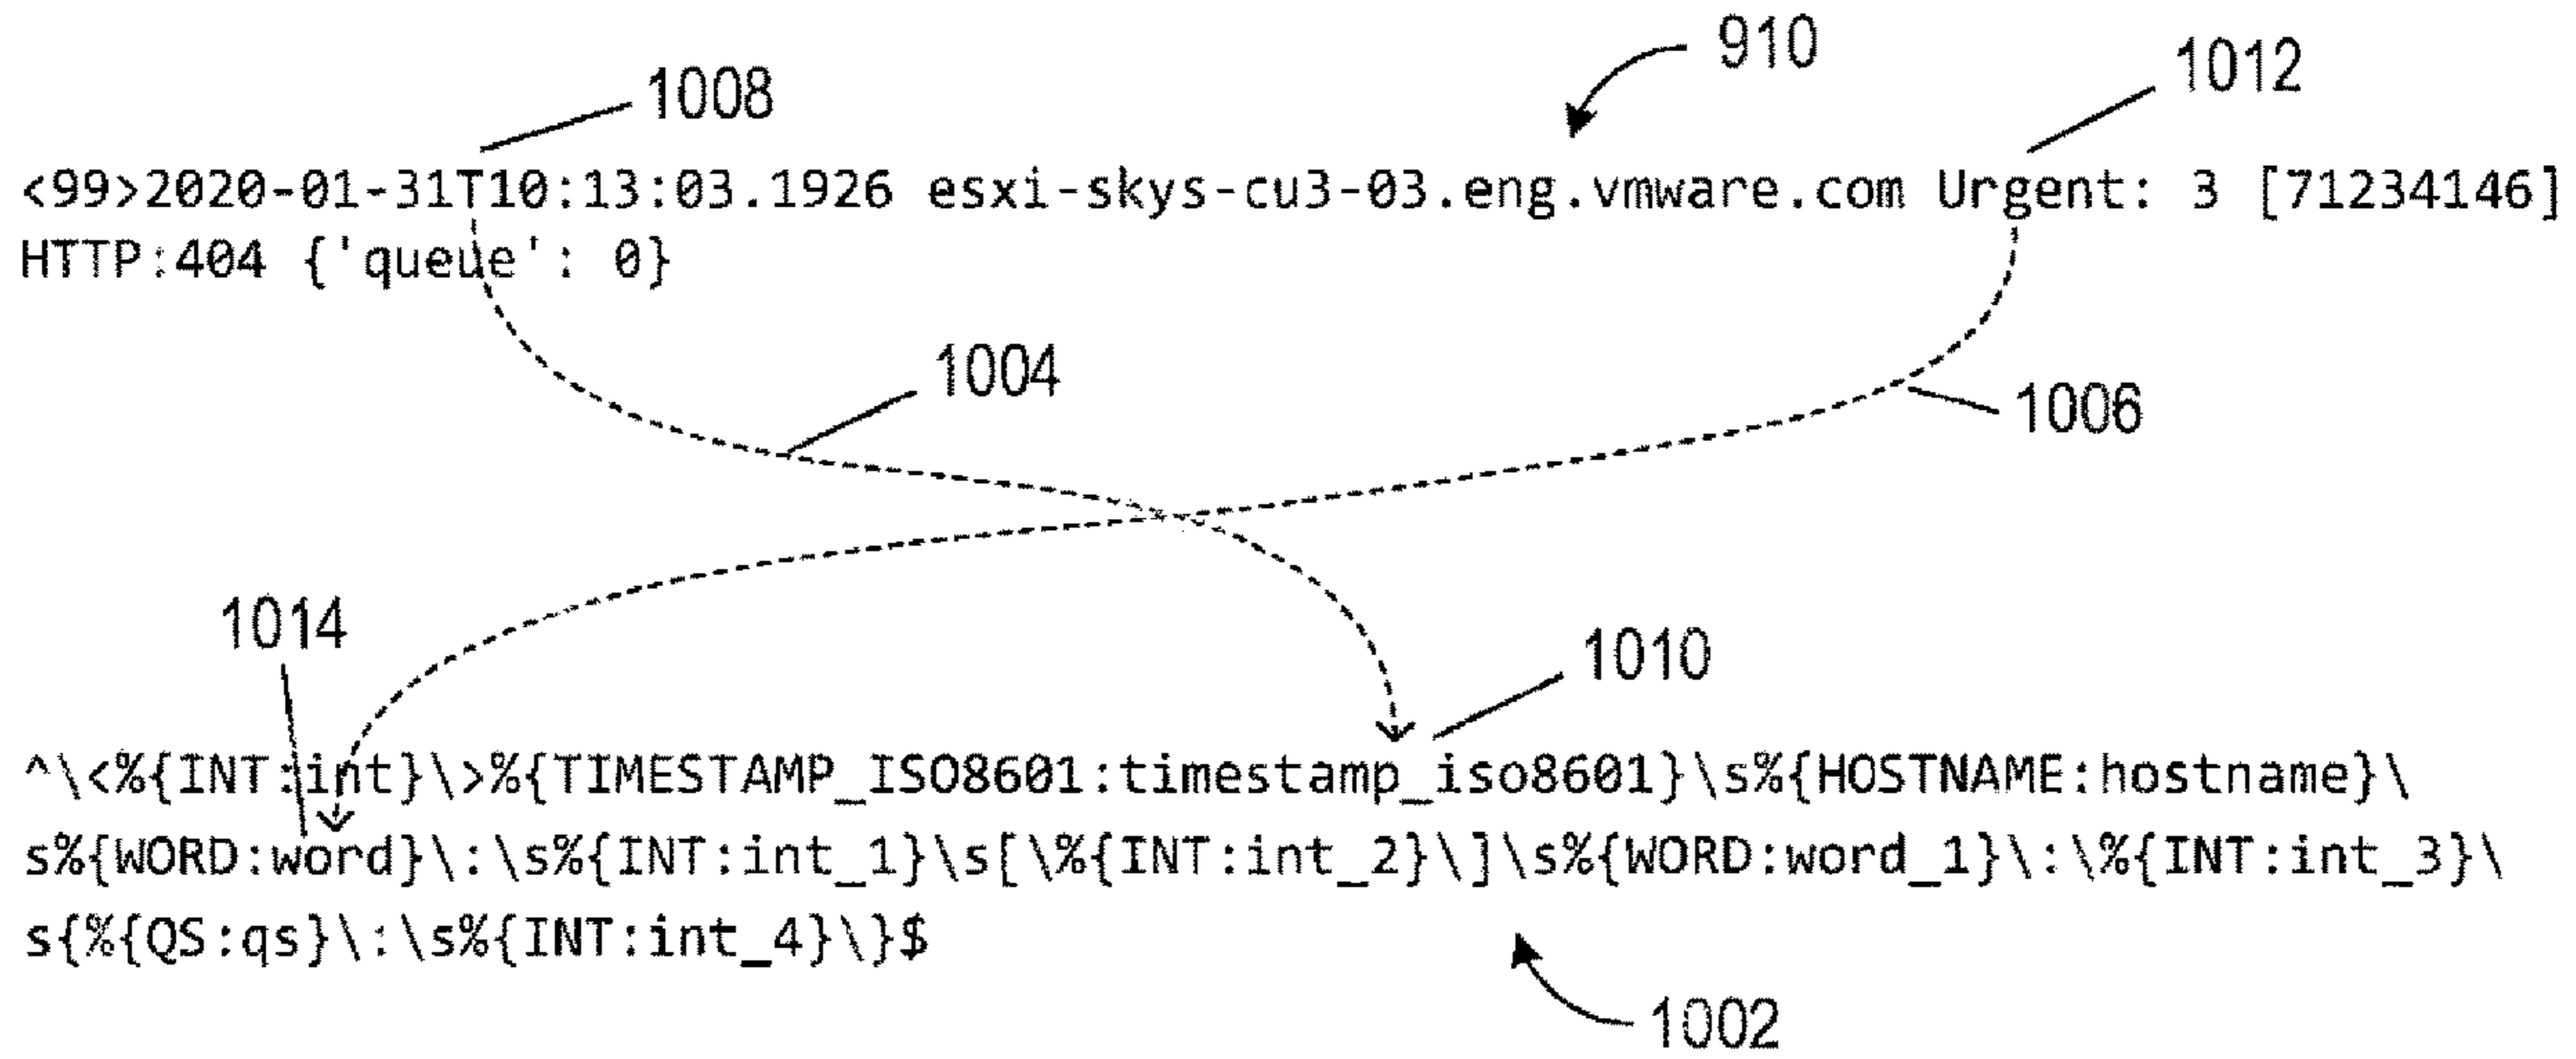 910
1012
1008
<99>2020-01-31T10:13:03.1926 esxi-skys-cu3-03.eng.vmware.com Urgent: 3 [71234146]
HTTP:404 {'queue': 0}
1004
1006
1014
1010
^\<%{INT:int}\>%{TIMESTAMP_ISO8601:timestamp_iso8601}\s%{HOSTNAME:hostname}\
s%{WORD:word}\:\s%{INT:int_1}\s[\%{INT:int_2}\]\s%{WORD:word_1}\:\%{INT:int_3}\
s{%{QS:qs}\:\s%{INT:int_4}\}$
1002